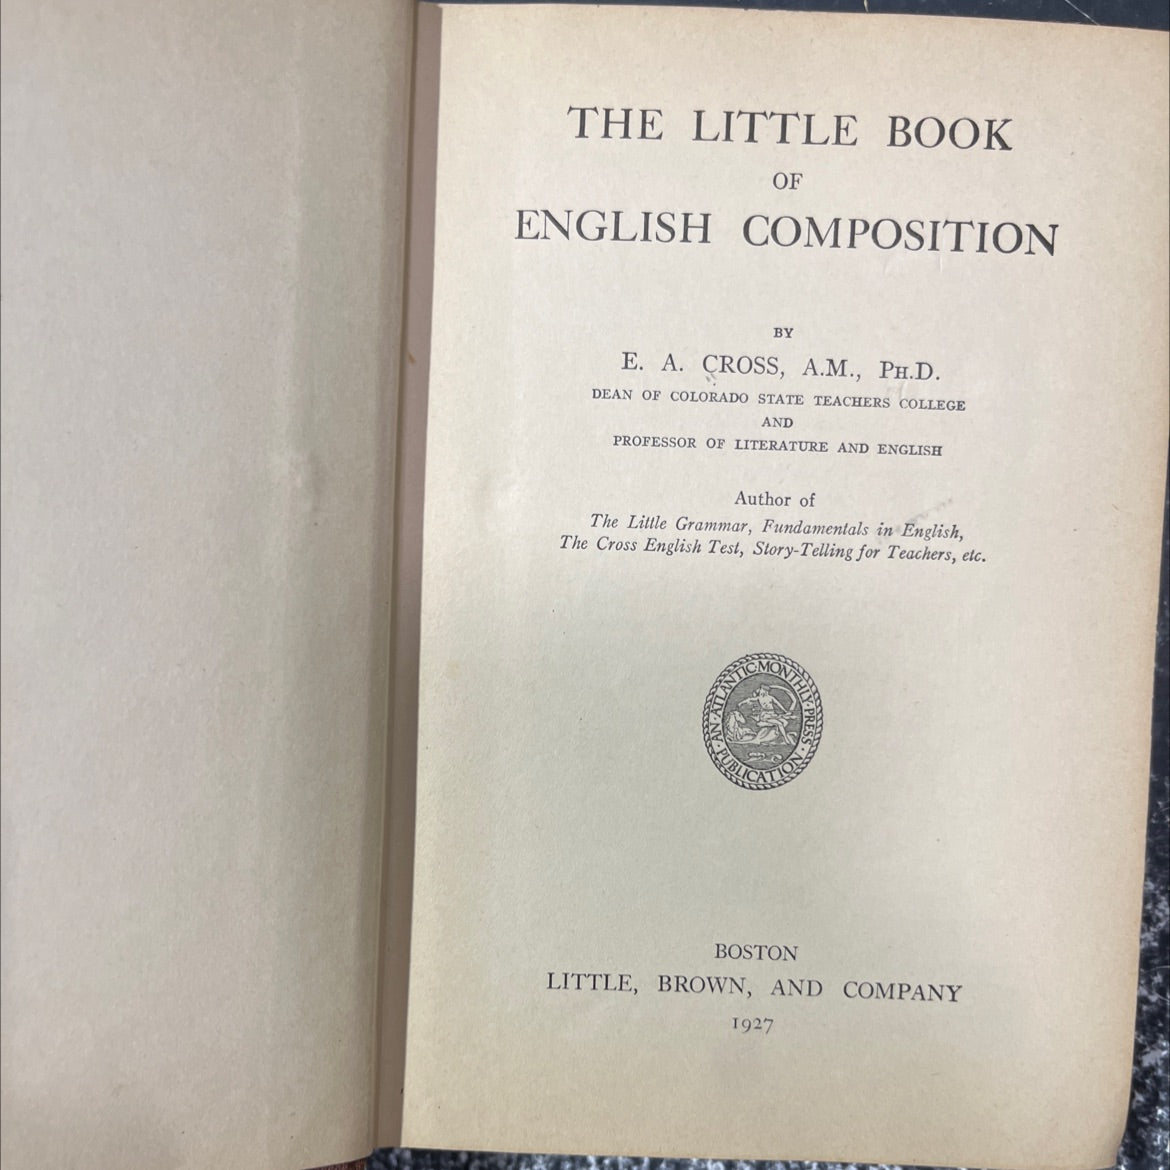 THE LITTLE BOOK
OF
ENGLISH COMPOSITION
BY
E. A. CROSS, A.M., PH.D.
DEAN OF COLORADO STATE TEACHERS COLLEGE
AND
PROFESSOR OF LITERATURE AND ENGLISH
Author of
The Little Grammar, Fundamentals in English,
The Cross English Test, Story-Telling for Teachers, etc.
AN · ATLANTIC · MONTHLY · PRESS · PUBLICATION ·
BOSTON
LITTLE, BROWN, AND COMPANY
1927